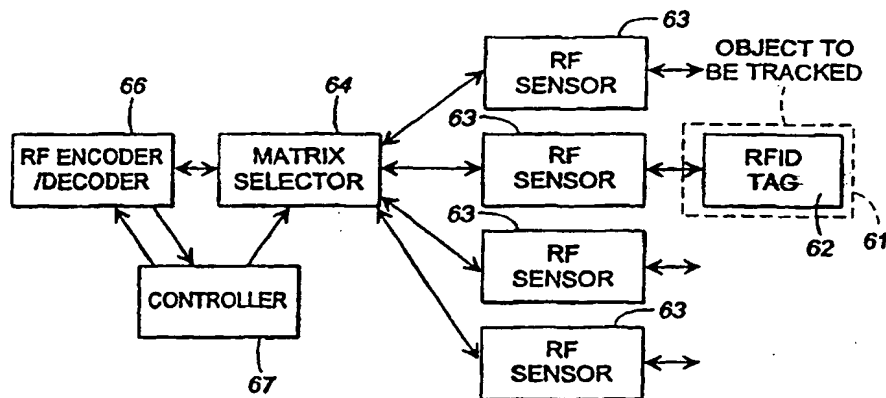 63
RF
SENSOR
OBJECT TO
BE TRACKED
66
RF ENCODER
/DECODER
64
MATRIX
SELECTOR
63
RF
SENSOR
RFID
TAG
62
61
63
RF
SENSOR
CONTROLLER
67
63
RF
SENSOR